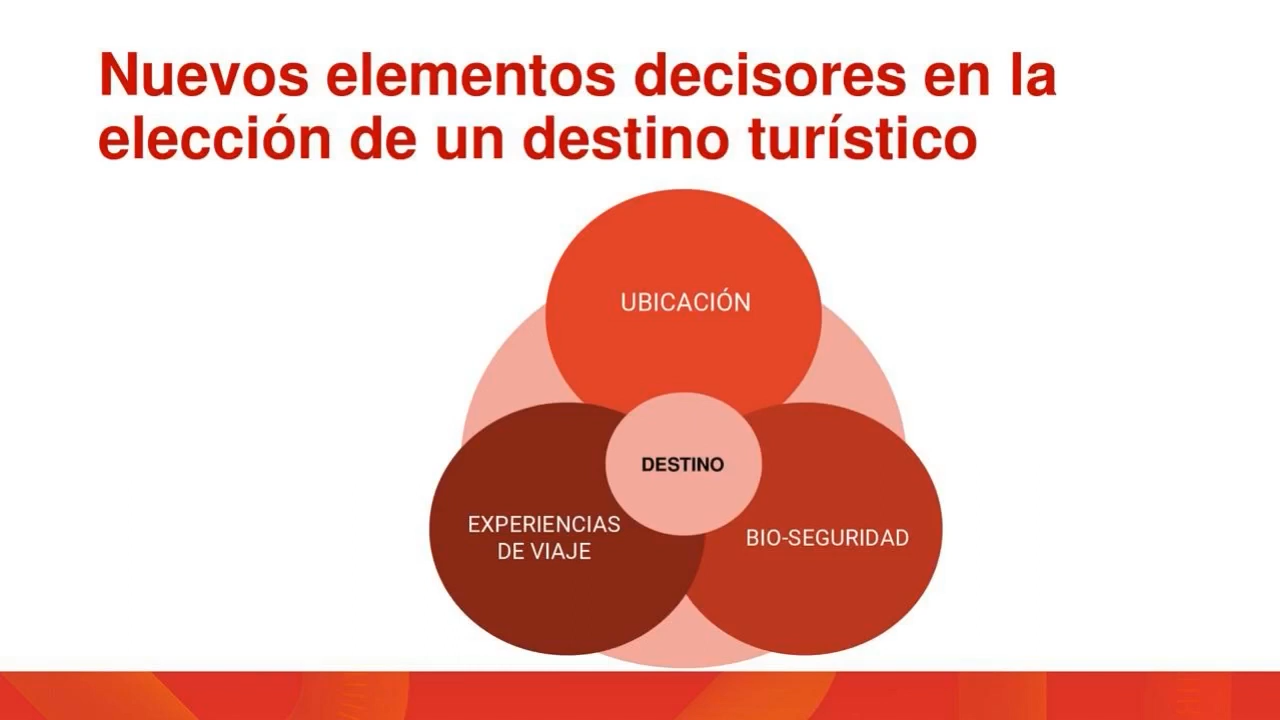 Nuevos elementos decisores en la
elección de un destino turístico
UBICACIÓN
DESTINO
EXPERIENCIAS
DE VIAJE
BIO-SEGURIDAD